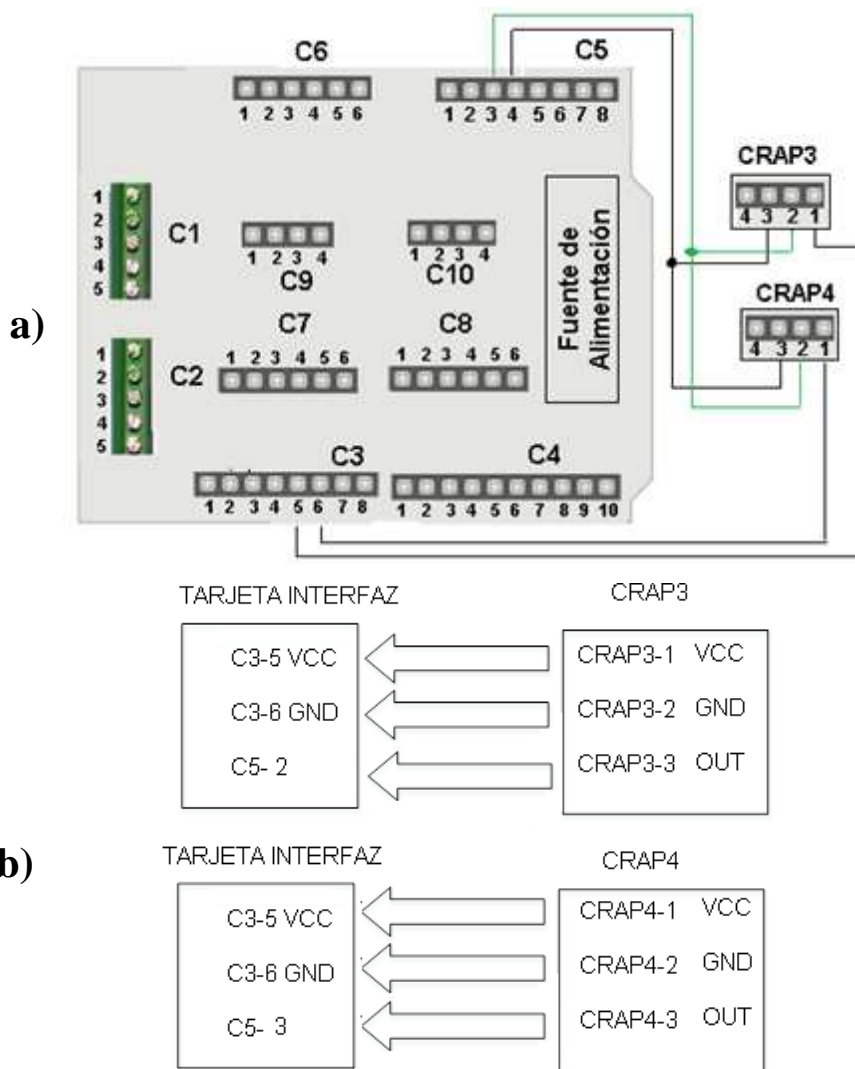 C6 C5
1 2 3 4 5 6 1 2 3 4 5 6 7 8
CRAP3
4 3 2 1
1
2
3
4
5
C1
1 2 3 4
C9
1 2 3 4
C10
Fuente de
Alimentación
CRAP4
4 3 2 1
a)
C7
1 2 3 4 5 6
C8
1 2 3 4 5 6
1
2
3
4
5
C2
C3
1 2 3 4 5 6 7 8
C4
1 2 3 4 5 6 7 8 9 10
TARJETA INTERFAZ CRAP3
C3-5 VCC CRAP3-1 VCC
C3-6 GND CRAP3-2 GND
C5- 2 CRAP3-3 OUT
b)
TARJETA INTERFAZ CRAP4
C3-5 VCC CRAP4-1 VCC
C3-6 GND CRAP4-2 GND
C5- 3 CRAP4-3 OUT